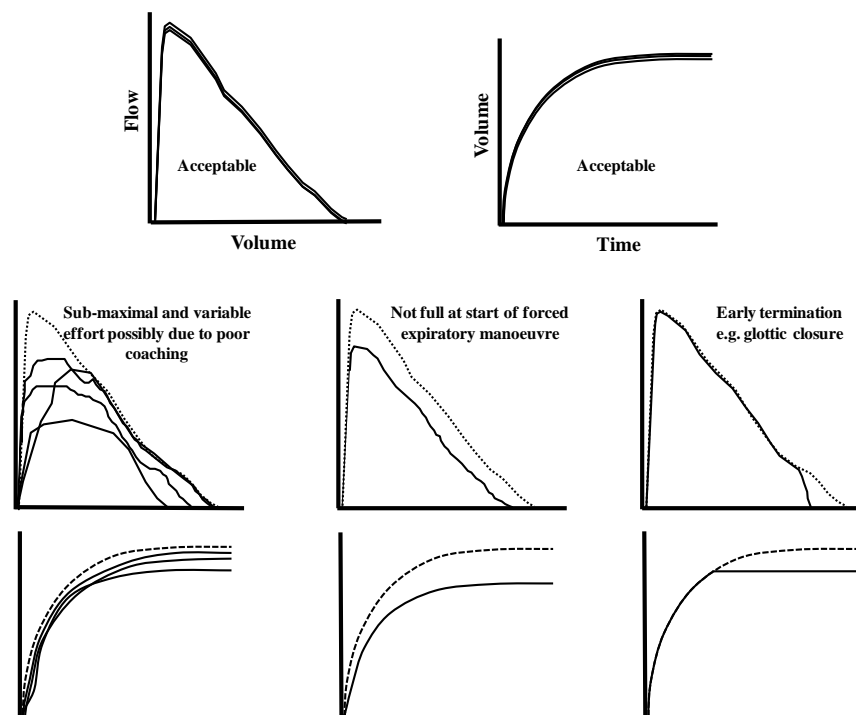 Flow
Acceptable
Volume
Volume
Acceptable
Time
Sub-maximal and variable
effort possibly due to poor
coaching
Not full at start of forced
expiratory manoeuvre
Early termination
e.g. glottic closure